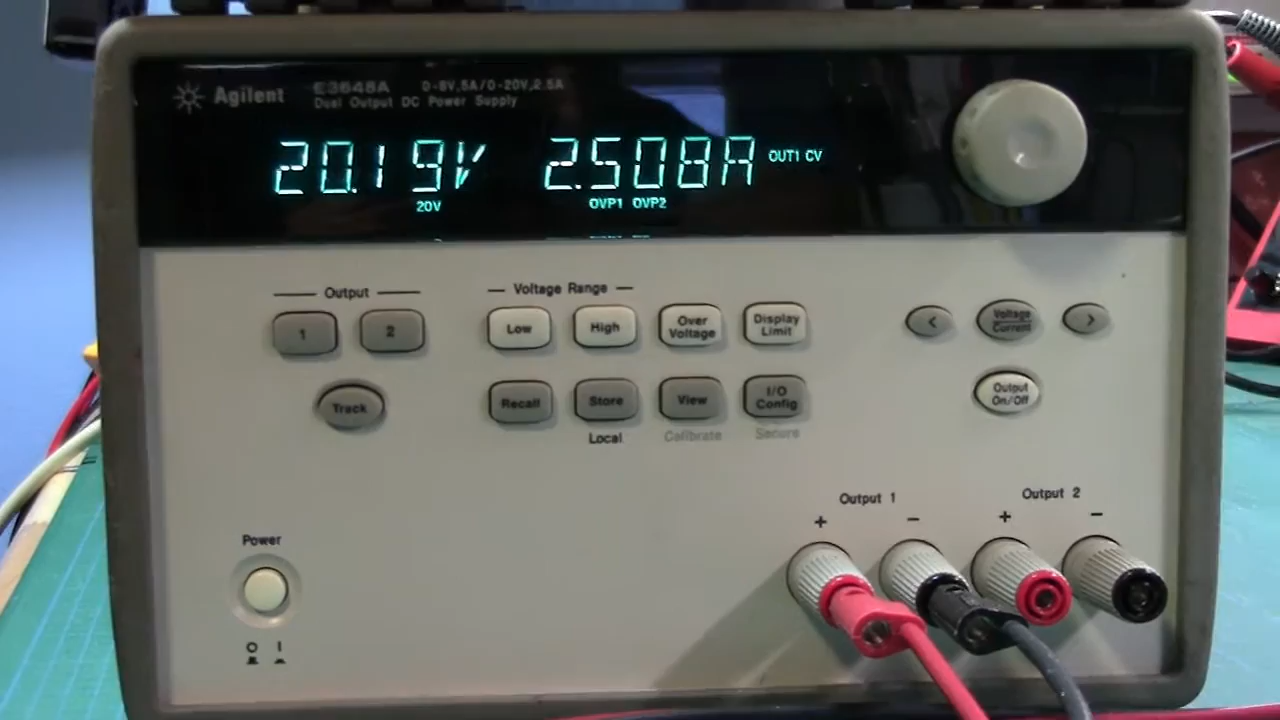 Agilent E3648A 0-8V,5A/0-20V,2.5A
Dual Output DC Power Supply
20.19V 2.508A OUT1 CV
20V OVP1 OVP2
Output Voltage Range
1 2 Low High Over Voltage Display Limit < Voltage Current >
Track Recall Store View I/O Config Output On/Off
Local Calibrate Secure
Output 1 Output 2
+ - + -
Power
O I